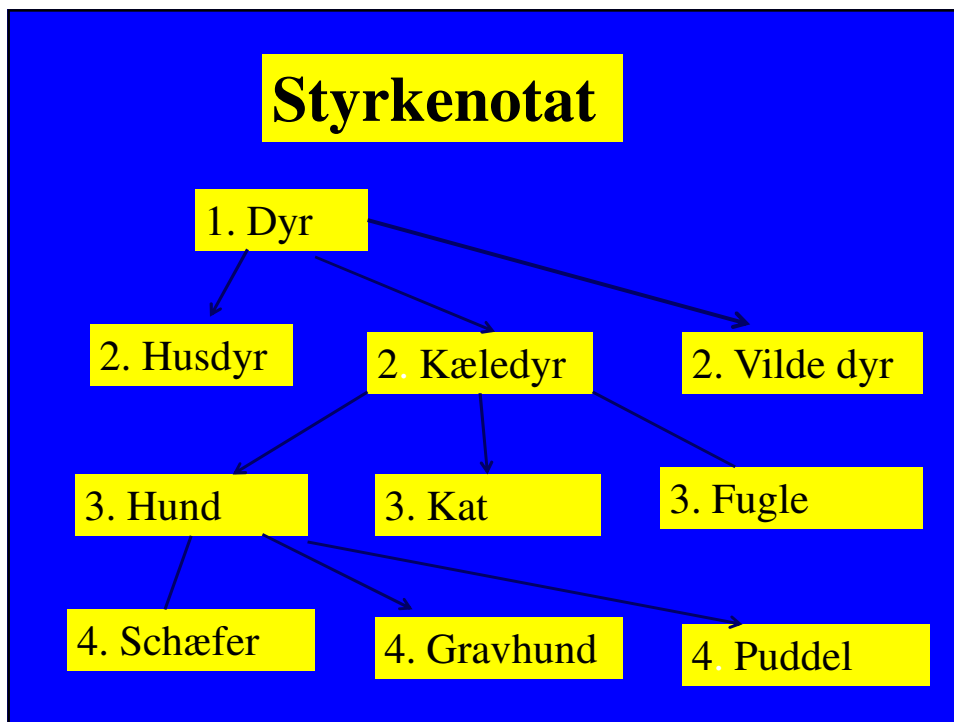 Styrkenotat
1. Dyr
2. Husdyr
2. Kæledyr
2. Vilde dyr
3. Hund
3. Kat
3. Fugle
4. Schæfer
4. Gravhund
4. Puddel